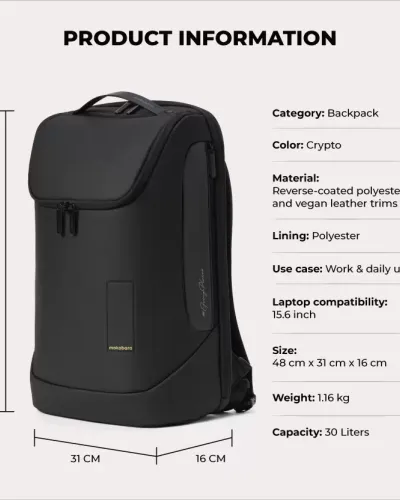 PRODUCT INFORMATION
Category: Backpack
Color: Crypto
Material:
Reverse-coated polyeste
and vegan leather trims
Lining: Polyester
Use case: Work & daily u
Laptop compatibility:
15.6 inch
Size:
48 cm x 31 cm x 16 cm
Weight: 1.16 kg
Capacity: 30 Liters
mokobara
31 CM
16 CM